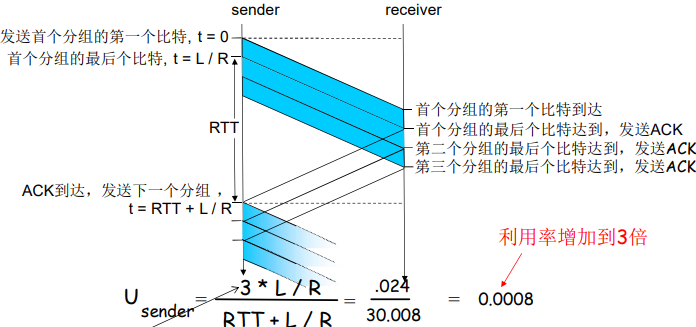 sender
receiver
发送首个分组的第一个比特, t = 0
首个分组的最后个比特, t = L / R
RTT
首个分组的第一个比特到达
首个分组的最后个比特达到，发送ACK
第二个分组的最后个比特达到，发送ACK
第三个分组的最后个比特达到，发送ACK
ACK到达，发送下一个分组，
t = RTT + L / R
利用率增加到3倍
U sender = 3 * L / R / RTT + L / R = .024 / 30.008 = 0.0008